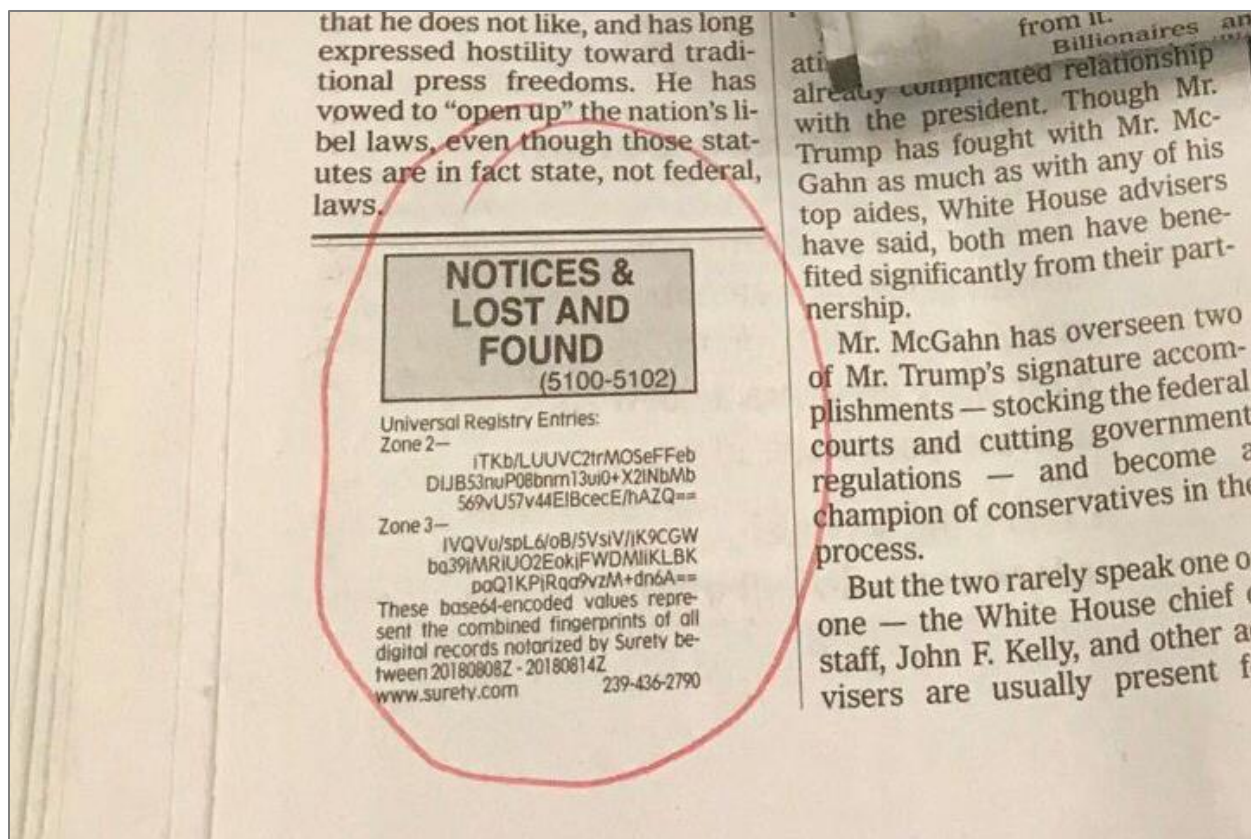 that he does not like, and has long
expressed hostility toward tradi-
tional press freedoms. He has
vowed to “open up” the nation’s li-
bel laws, even though those stat-
utes are in fact state, not federal,
laws.
NOTICES &
LOST AND
FOUND
(5100-5102)
Universal Registry Entries:
Zone 2—
iTKb/LUUVC2trMOSeFFeb
DIJB53nuP08bnm13ui0+X2INbMb
569vU57v44EIBcecE/hAZQ==
Zone 3—
IVQVu/spL6/oB/5VsiV/jK9CGW
ba39iMRiUO2EokjFWDMIiKLBK
paQ1KPjRqa9vzM+dn6A==
These base64-encoded values repre-
sent the combined fingerprints of all
digital records notarized by Surety be-
tween 20180808Z - 20180814Z
www.surety.com 239-436-2790
from it.
Billionaires an
ati
already complicated relationship
with the president. Though Mr.
Trump has fought with Mr. Mc-
Gahn as much as with any of his
top aides, White House advisers
have said, both men have bene-
fited significantly from their part-
nership.
Mr. McGahn has overseen two
of Mr. Trump’s signature accom-
plishments — stocking the federal
courts and cutting government
regulations — and become a
champion of conservatives in the
process.
But the two rarely speak one o
one — the White House chief
staff, John F. Kelly, and other a
visers are usually present f